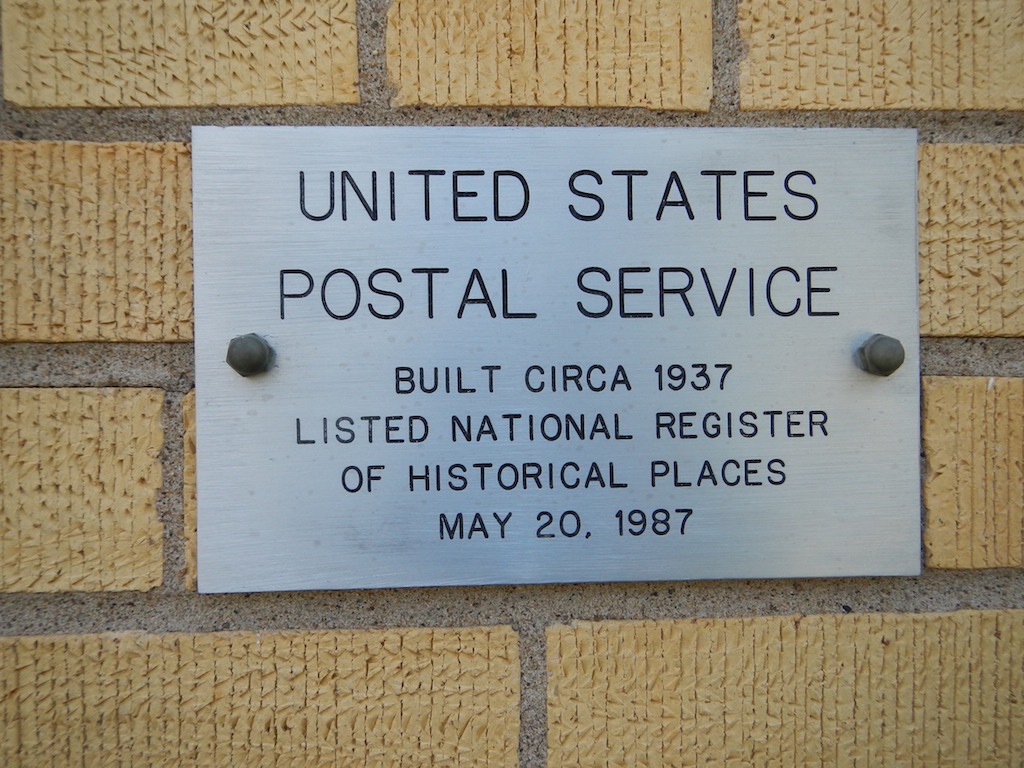 UNITED STATES
POSTAL SERVICE
BUILT CIRCA 1937
LISTED NATIONAL REGISTER
OF HISTORICAL PLACES
MAY 20, 1987